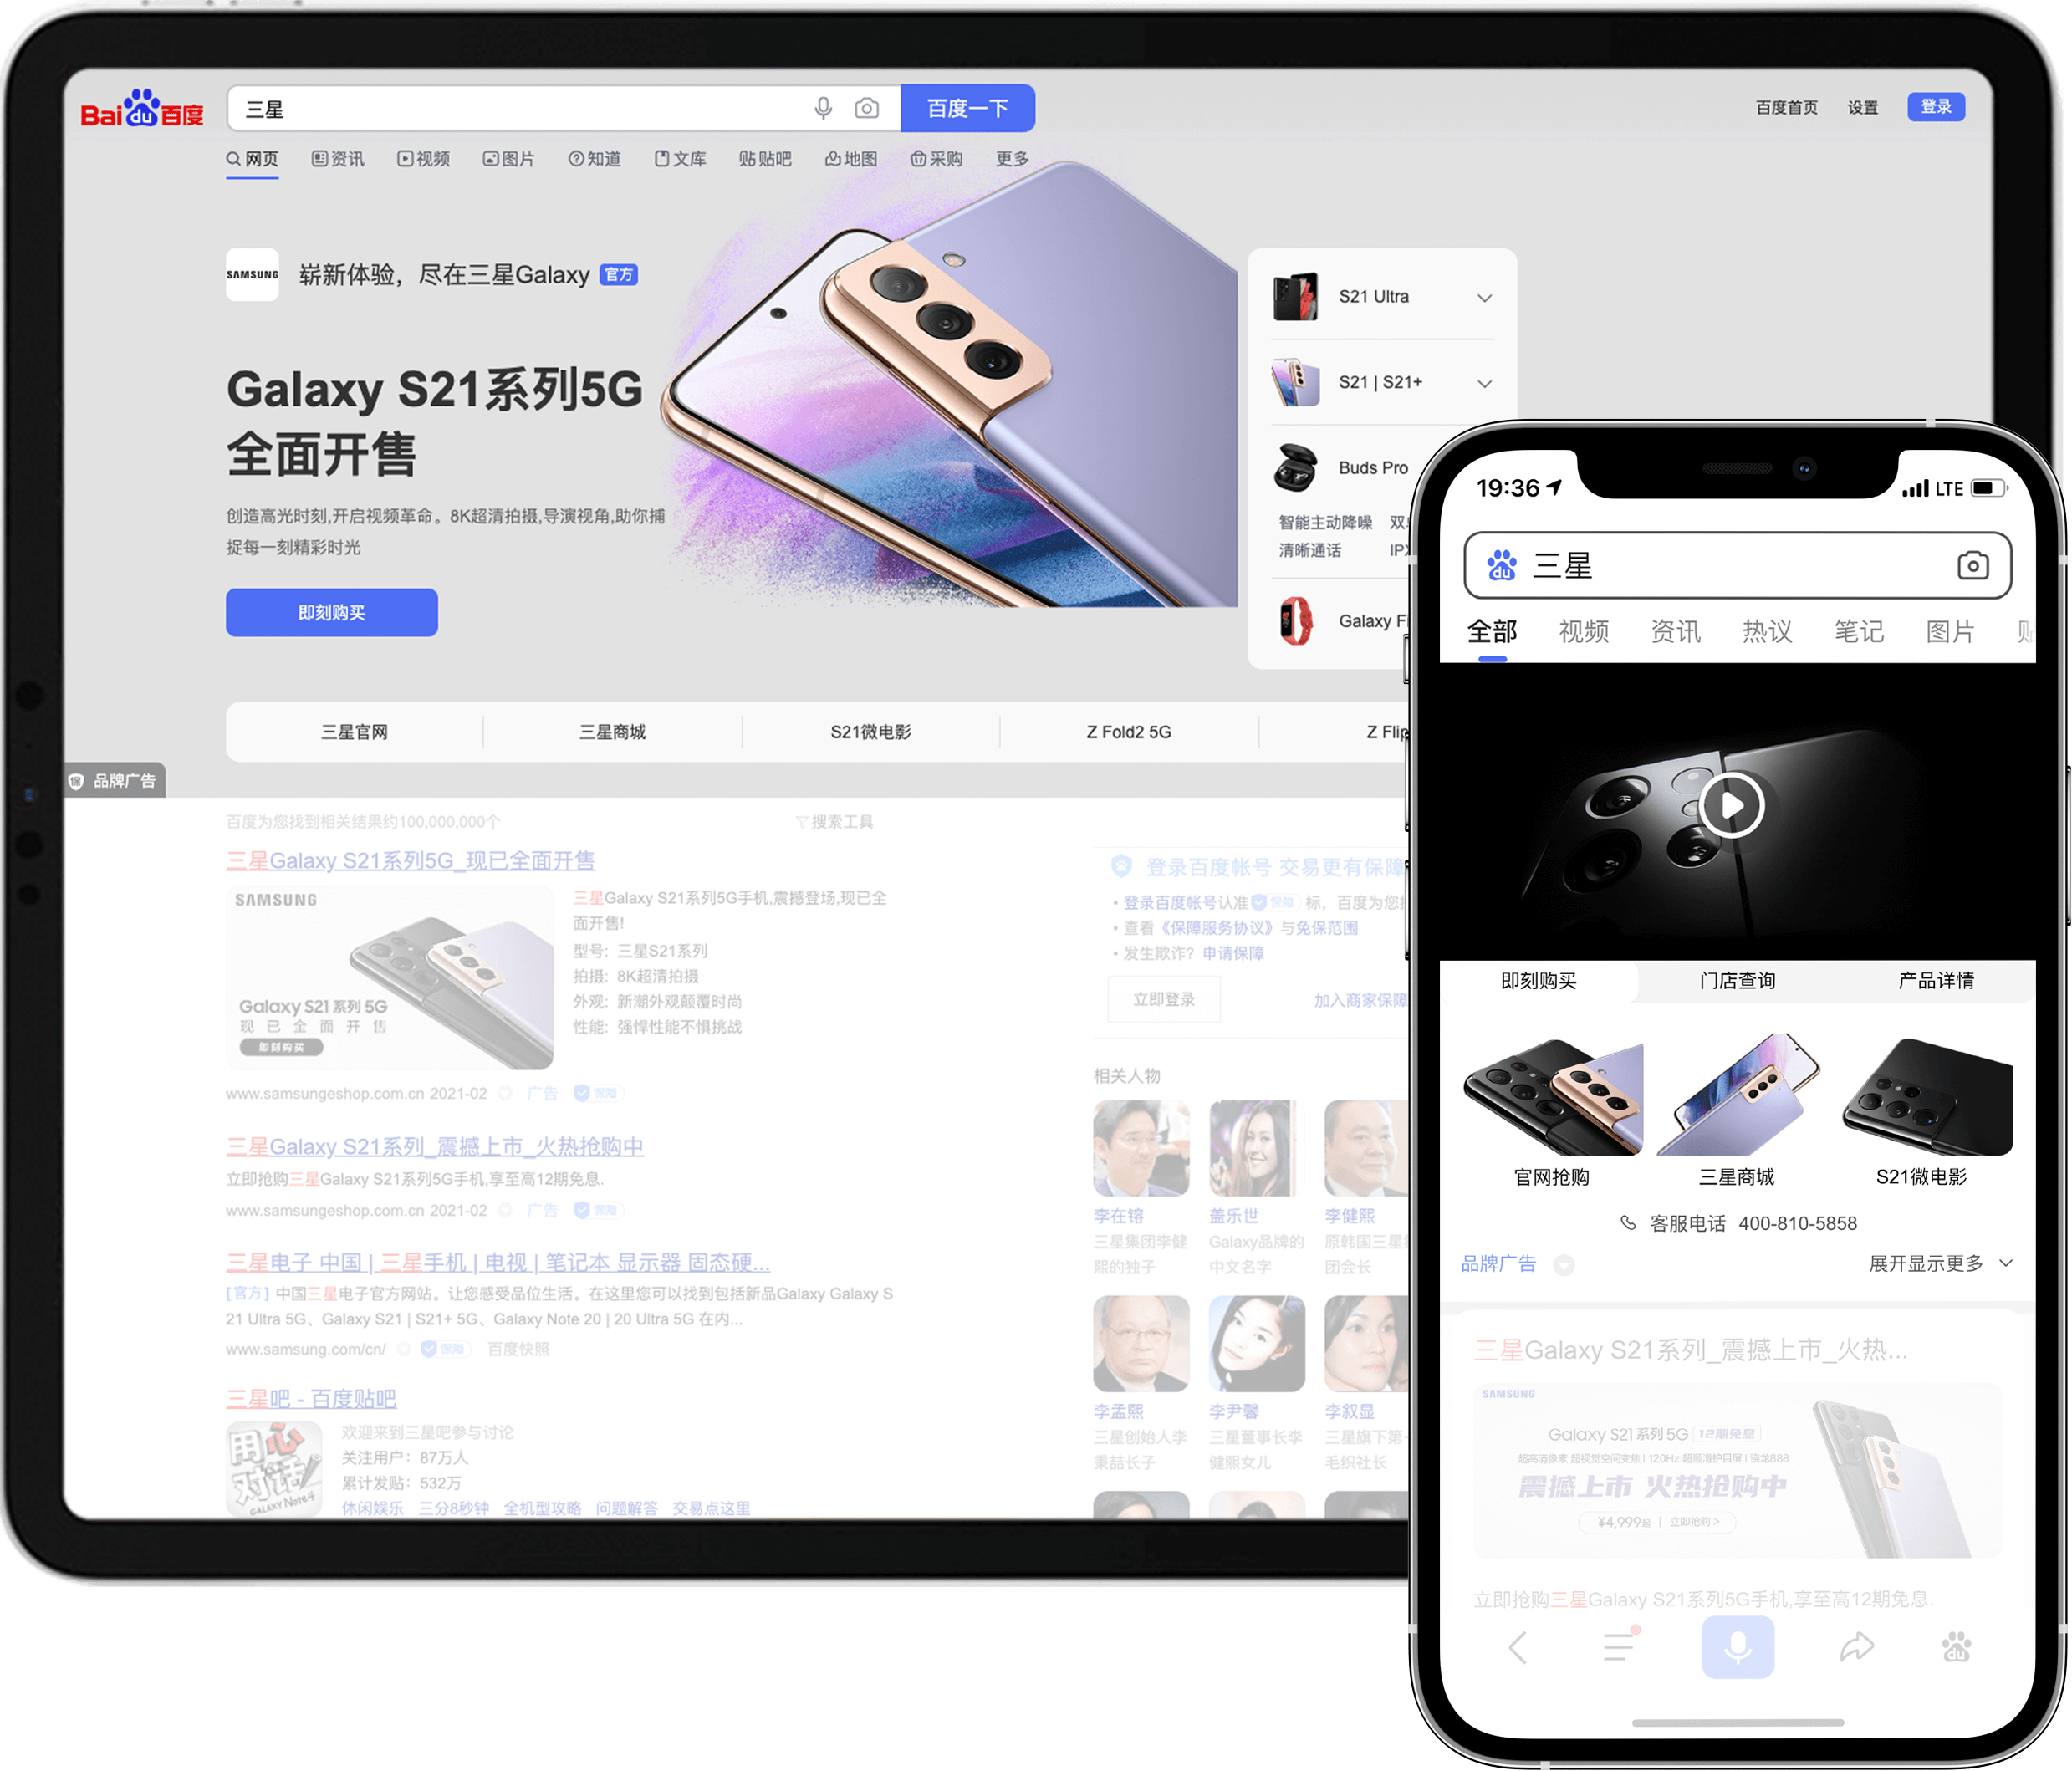 Bai du 百度
三星
百度一下
百度首页 设置 登录
网页 资讯 视频 图片 知道 文库 贴吧 地图 采购 更多
SAMSUNG
崭新体验，尽在三星Galaxy 官方
Galaxy S21系列5G
全面开售
创造高光时刻,开启视频革命。8K超清拍摄,导演视角,助你捕
捉每一刻精彩时光
即刻购买
S21 Ultra
S21 | S21+
Buds Pro
智能主动降噪 双
清晰通话 IP
Galaxy F
三星官网 三星商城 S21微电影 Z Fold2 5G Z Flip
保 品牌广告
百度为您找到相关结果约100,000,000个 搜索工具
三星Galaxy S21系列5G_现已全面开售
SAMSUNG
Galaxy S21 系列 5G
现已全面开售
即刻购买
三星Galaxy S21系列5G手机,震撼登场,现已全
面开售!
型号: 三星S21系列
拍摄: 8K超清拍摄
外观: 新潮外观颠覆时尚
性能: 强悍性能不惧挑战
www.samsungeshop.com.cn 2021-02 广告 保障
三星Galaxy S21系列_震撼上市_火热抢购中
立即抢购三星Galaxy S21系列5G手机,享至高12期免息.
www.samsungeshop.com.cn 2021-02 广告 保障
三星电子 中国 | 三星手机 | 电视 | 笔记本 显示器 固态硬...
[官方] 中国三星电子官方网站。让您感受品位生活。在这里您可以找到包括新品Galaxy Galaxy S
21 Ultra 5G、Galaxy S21 | S21+ 5G、Galaxy Note 20 | 20 Ultra 5G 在内...
www.samsung.com/cn/ 保障 百度快照
三星吧 - 百度贴吧
用心
对话
GALAXY Note4
欢迎来到三星吧参与讨论
关注用户: 87万人
累计发贴: 532万
休闲娱乐 三分8秒钟 全机型攻略 问题解答 交易点这里
登录百度帐号 交易更有保障
• 登录百度帐号认准 保障 标，百度为您
• 查看《保障服务协议》与免保范围
• 发生欺诈? 申请保障
立即登录 加入商家保障
相关人物
李在镕 盖乐世 李健熙
三星集团李健 Galaxy品牌的 原韩国三星
熙的独子 中文名字 团会长
李孟熙 李尹馨 李叙显
三星创始人李 三星董事长李 三星旗下第一
秉喆长子 健熙女儿 毛织社长
19:36 LTE
du 三星
全部 视频 资讯 热议 笔记 图片 贴
即刻购买 门店查询 产品详情
官网抢购 三星商城 S21微电影
客服电话 400-810-5858
品牌广告 展开显示更多
三星Galaxy S21系列_震撼上市_火热...
SAMSUNG
Galaxy S21 系列 5G 12期免息
超高清像素 超视觉空间变焦 | 120Hz 超顺滑护目屏 | 骁龙888
震撼上市 火热抢购中
¥4,999起 | 立即抢购 >
立即抢购三星Galaxy S21系列5G手机,享至高12期免息.
du